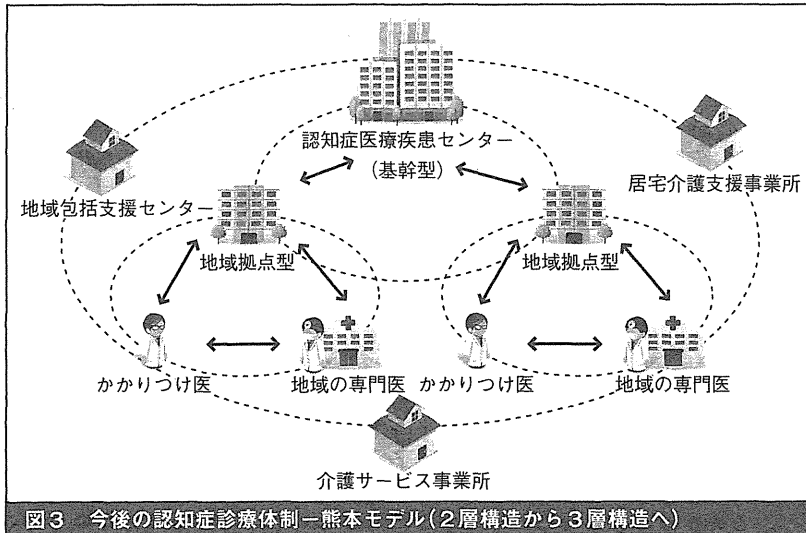 認知症医療疾患センター
(基幹型)
地域包括支援センター
居宅介護支援事業所
地域拠点型
地域拠点型
かかりつけ医
地域の専門医
かかりつけ医
地域の専門医
介護サービス事業所
図3 今後の認知症診療体制ー熊本モデル(2層構造から3層構造へ)